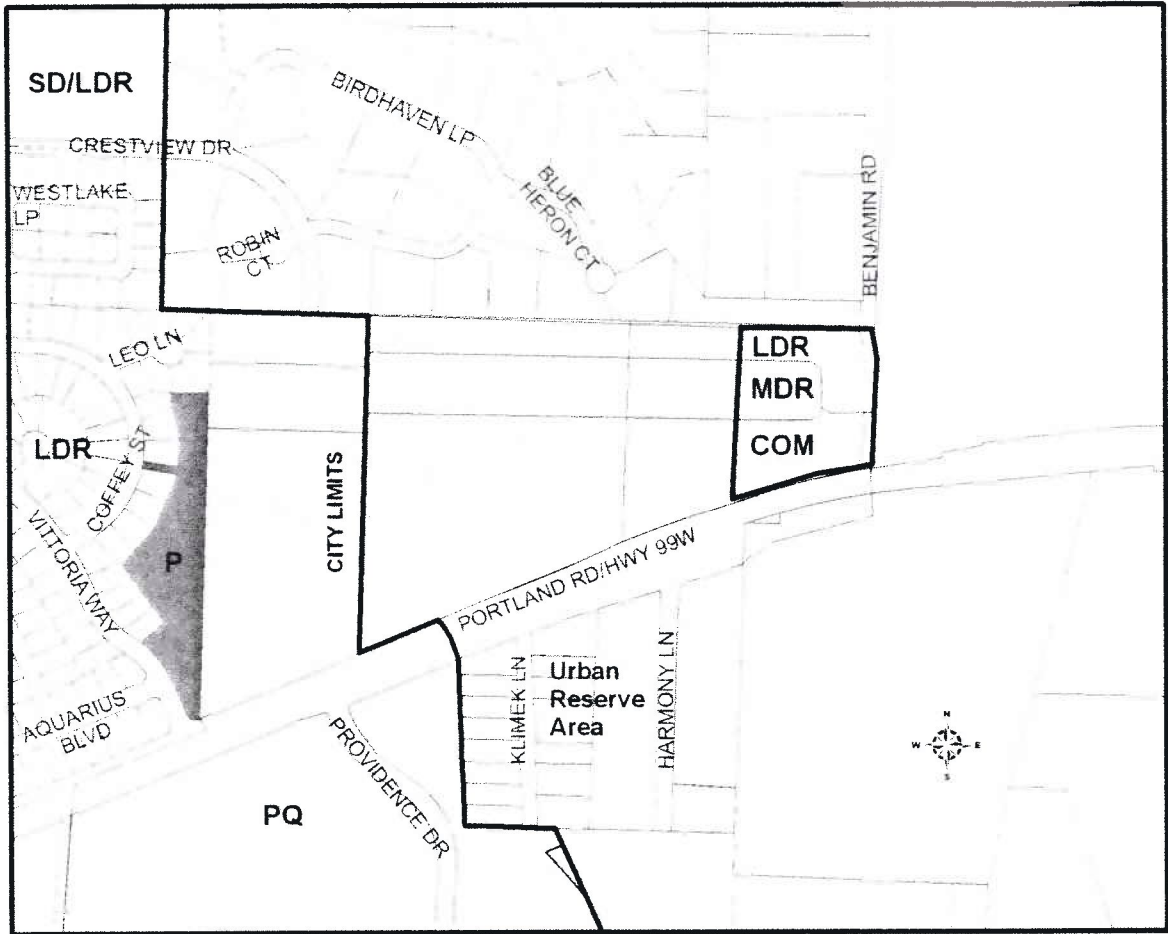 SD/LDR
CRESTVIEW DR
WESTLAKE
LP
BIRDHAVEN LP
BLUE
HERON CT
ROBIN
CT
BENJAMIN RD
LEO LN
LDR
COFFEY ST
VITTORIA WAY
P
AQUARIUS
BLVD
CITY LIMITS
LDR
MDR
COM
PORTLAND RD/HWY 99W
KLIMEK LN
Urban
Reserve
Area
HARMONY LN
PROVIDENCE DR
PQ
N
W
E
S